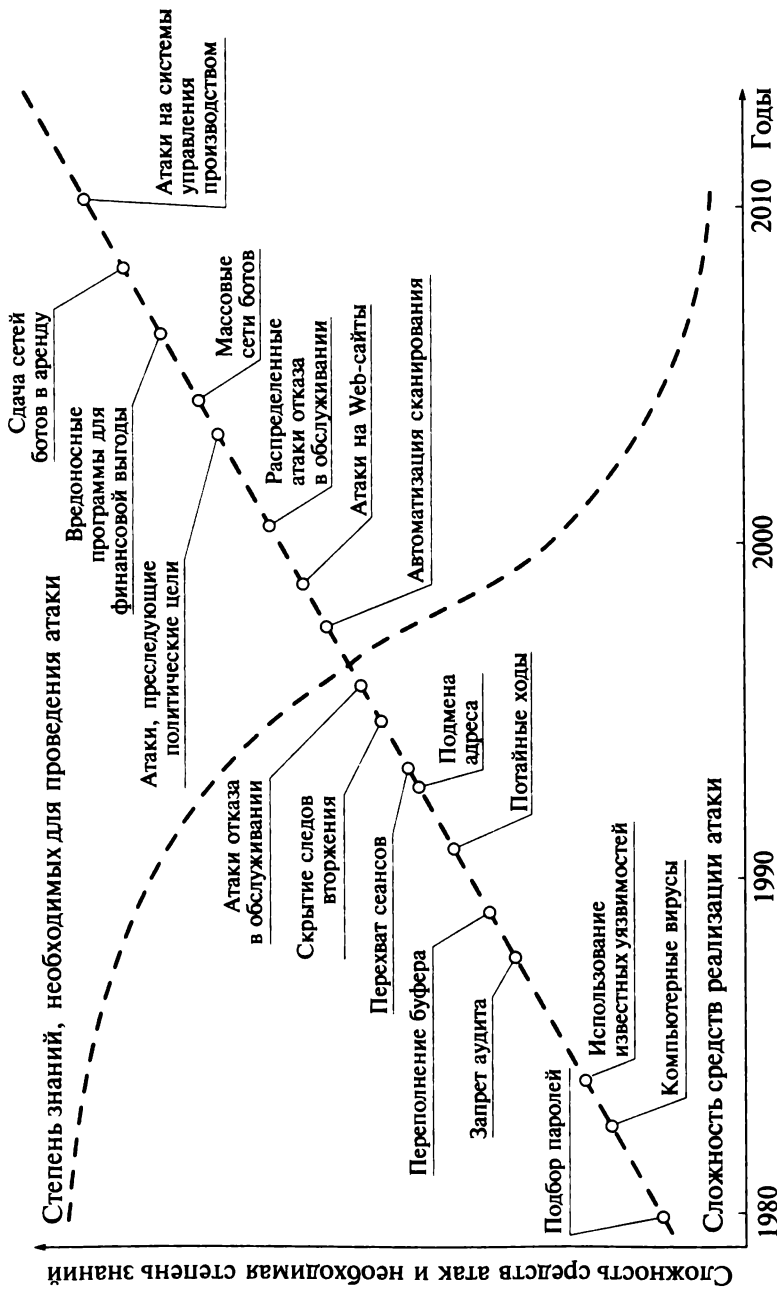 Сложность средств атак и необходимая степень знаний
Степень знаний, необходимых для проведения атаки
Сдача сетей
ботов в аренду
Вредоносные
программы для
финансовой выгоды
Атаки, преследующие
политические цели
Атаки отказа
в обслуживании
Скрытие следов
вторжения
Перехват сеансов
Переполнение буфера
Запрет аудита
Подбор паролей
Атаки на системы
управления
производством
Массовые
сети ботов
Распределенные
атаки отказа
в обслуживании
Атаки на Web-сайты
Автоматизация сканирования
Подмена
адреса
Потайные ходы
Использование
известных уязвимостей
Компьютерные вирусы
Сложность средств реализации атаки
1980
1990
2000
2010
Годы